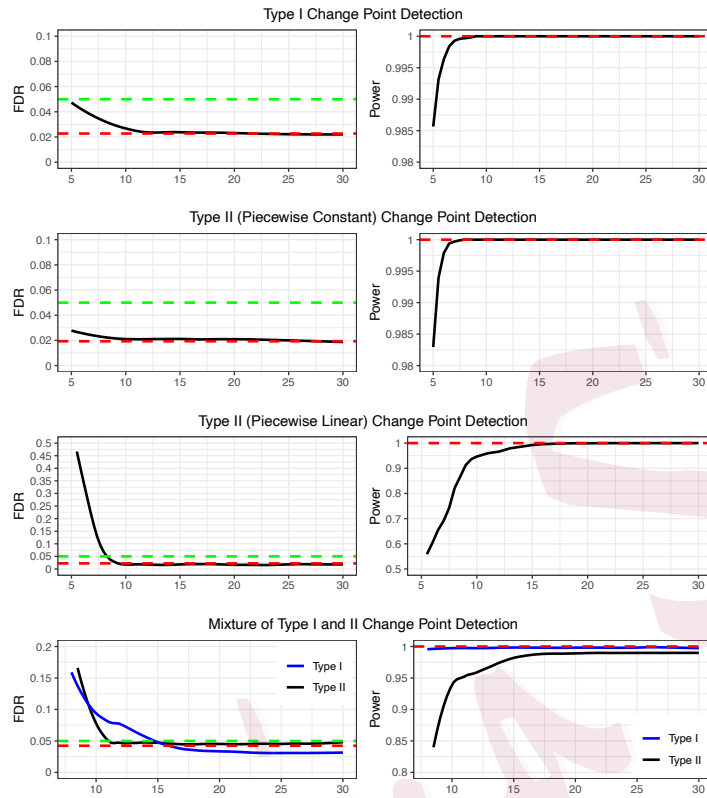 Type I Change Point Detection
FDR
0.1
0.08
0.06
0.04
0.02
0
5 10 15 20 25 30
Power
1
0.995
0.99
0.985
0.98
5 10 15 20 25 30
Type II (Piecewise Constant) Change Point Detection
FDR
0.1
0.08
0.06
0.04
0.02
0
5 10 15 20 25 30
Power
1
0.995
0.99
0.985
0.98
5 10 15 20 25 30
Type II (Piecewise Linear) Change Point Detection
FDR
0.5
0.45
0.4
0.35
0.3
0.25
0.2
0.15
0.1
0.05
0
5 10 15 20 25 30
Power
1
0.9
0.8
0.7
0.6
0.5
5 10 15 20 25 30
Mixture of Type I and II Change Point Detection
FDR
0.2
0.15
0.1
0.05
0
Type I
Type II
10 15 20 25 30
Power
1
0.95
0.9
0.85
0.8
Type I
Type II
10 15 20 25 30